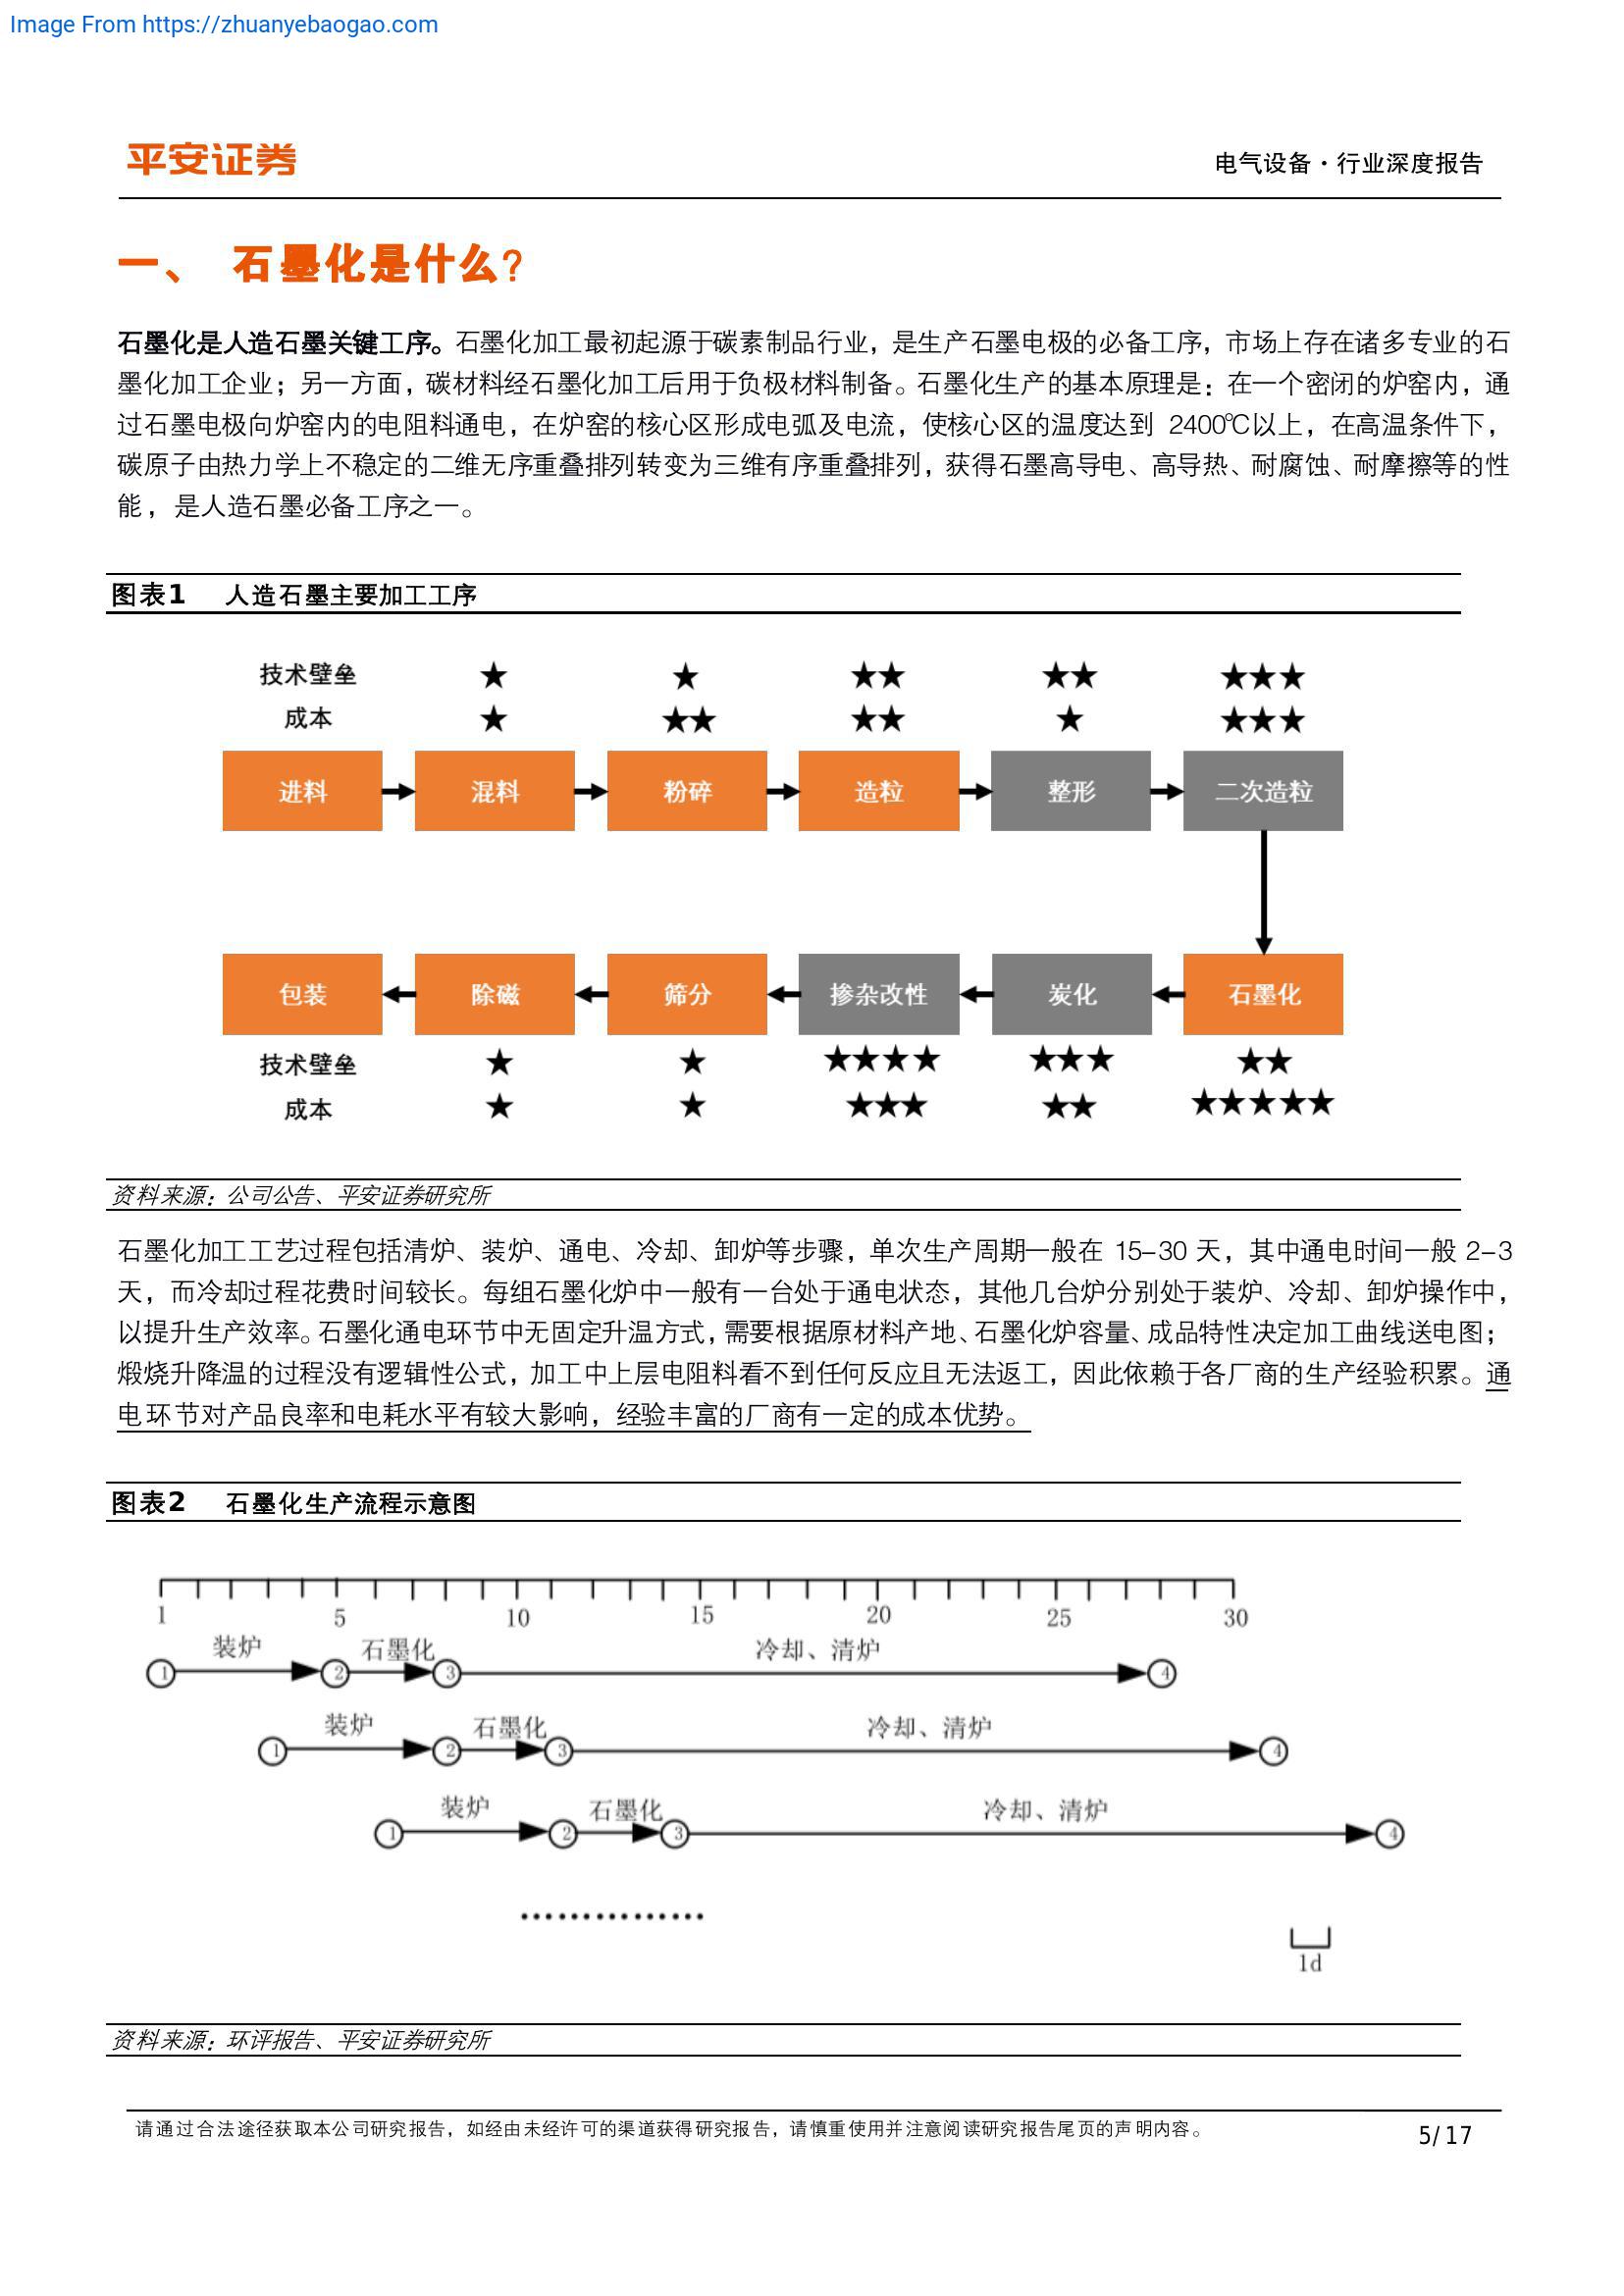 Image From https://zhuanyebaogao.com
平安证券
电气设备·行业深度报告
一、 石墨化是什么?
石墨化是人造石墨关键工序。石墨化加工最初起源于碳素制品行业，是生产石墨电极的必备工序，市场上存在诸多专业的石
墨化加工企业；另一方面，碳材料经石墨化加工后用于负极材料制备。石墨化生产的基本原理是：在一个密闭的炉窑内，通
过石墨电极向炉窑内的电阻料通电，在炉窑的核心区形成电弧及电流，使核心区的温度达到 2400℃以上，在高温条件下，
碳原子由热力学上不稳定的二维无序重叠排列转变为三维有序重叠排列，获得石墨高导电、高导热、耐腐蚀、耐摩擦等的性
能，是人造石墨必备工序之一。
图表1 人造石墨主要加工工序
技术壁垒 ★ ★ ★★ ★★ ★★★
成本 ★ ★★ ★★ ★ ★★★
进料 混料 粉碎 造粒 整形 二次造粒
包装 除磁 筛分 掺杂改性 炭化 石墨化
技术壁垒 ★ ★ ★★★★ ★★★ ★★
成本 ★ ★ ★★★ ★★ ★★★★★
资料来源：公司公告、平安证券研究所
石墨化加工工艺过程包括清炉、装炉、通电、冷却、卸炉等步骤，单次生产周期一般在 15-30 天，其中通电时间一般 2-3
天，而冷却过程花费时间较长。每组石墨化炉中一般有一台处于通电状态，其他几台炉分别处于装炉、冷却、卸炉操作中，
以提升生产效率。石墨化通电环节中无固定升温方式，需要根据原材料产地、石墨化炉容量、成品特性决定加工曲线送电图；
煅烧升降温的过程没有逻辑性公式，加工中上层电阻料看不到任何反应且无法返工，因此依赖于各厂商的生产经验积累。通
电环节对产品良率和电耗水平有较大影响，经验丰富的厂商有一定的成本优势。
图表2 石墨化生产流程示意图
1 5 10 15 20 25 30
装炉 石墨化 冷却、清炉
① ② ③ ④
装炉 石墨化 冷却、清炉
① ② ③ ④
装炉 石墨化 冷却、清炉
① ② ③ ④
...............
1d
资料来源：环评报告、平安证券研究所
请通过合法途径获取本公司研究报告，如经由未经许可的渠道获得研究报告，请慎重使用并注意阅读研究报告尾页的声明内容。
5/17